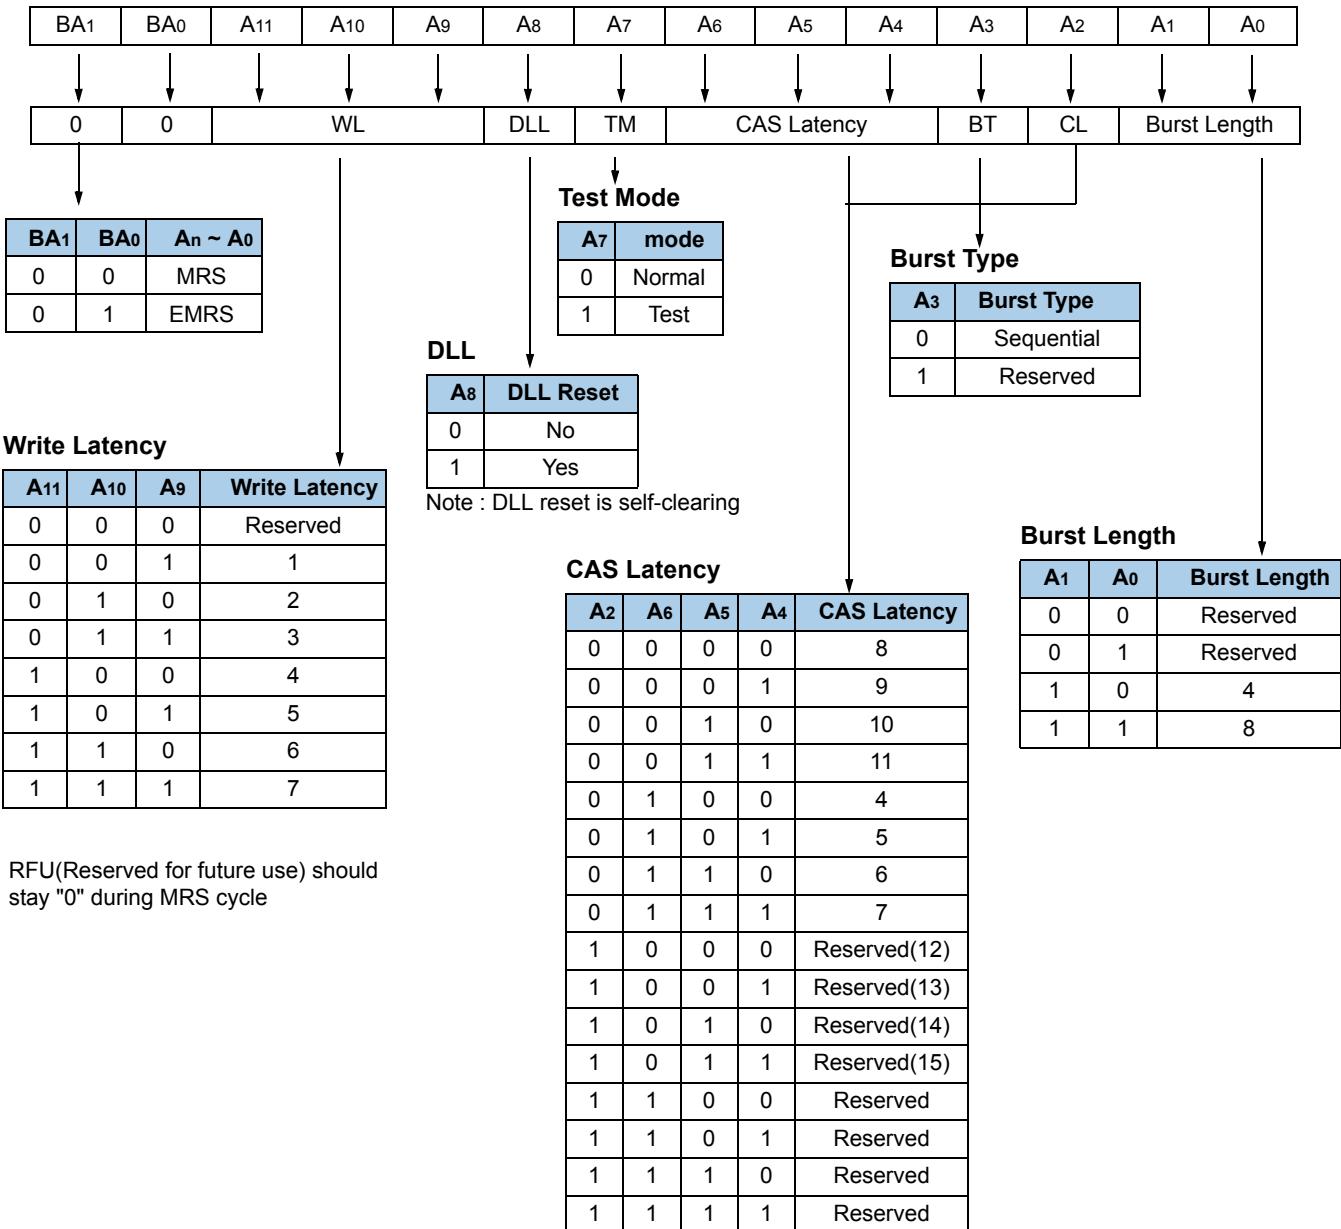 BA1 BA0 A11 A10 A9 A8 A7 A6 A5 A4 A3 A2 A1 A0
0 0 WL DLL TM CAS Latency BT CL Burst Length
BA1 BA0 An ~ A0
0 0 MRS
0 1 EMRS
Test Mode
A7 mode
0 Normal
1 Test
Burst Type
A3 Burst Type
0 Sequential
1 Reserved
DLL
A8 DLL Reset
0 No
1 Yes
Note : DLL reset is self-clearing
Write Latency
A11 A10 A9 Write Latency
0 0 0 Reserved
0 0 1 1
0 1 0 2
0 1 1 3
1 0 0 4
1 0 1 5
1 1 0 6
1 1 1 7
RFU(Reserved for future use) should
stay "0" during MRS cycle
CAS Latency
A2 A6 A5 A4 CAS Latency
0 0 0 0 8
0 0 0 1 9
0 0 1 0 10
0 0 1 1 11
0 1 0 0 4
0 1 0 1 5
0 1 1 0 6
0 1 1 1 7
1 0 0 0 Reserved(12)
1 0 0 1 Reserved(13)
1 0 1 0 Reserved(14)
1 0 1 1 Reserved(15)
1 1 0 0 Reserved
1 1 0 1 Reserved
1 1 1 0 Reserved
1 1 1 1 Reserved
Burst Length
A1 A0 Burst Length
0 0 Reserved
0 1 Reserved
1 0 4
1 1 8